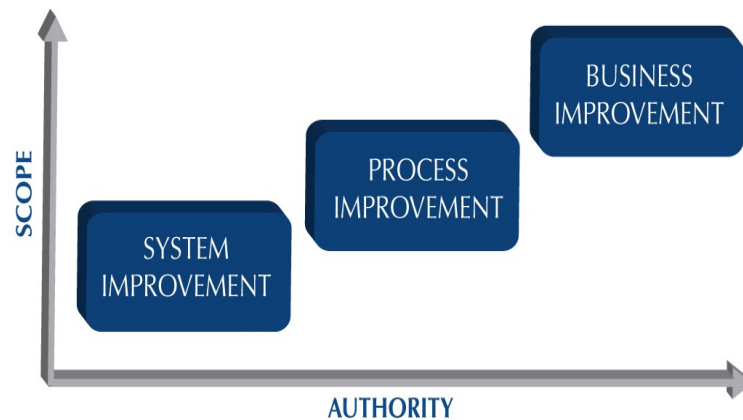 BUSINESS
IMPROVEMENT
PROCESS
IMPROVEMENT
SYSTEM
IMPROVEMENT
SCOPE
AUTHORITY